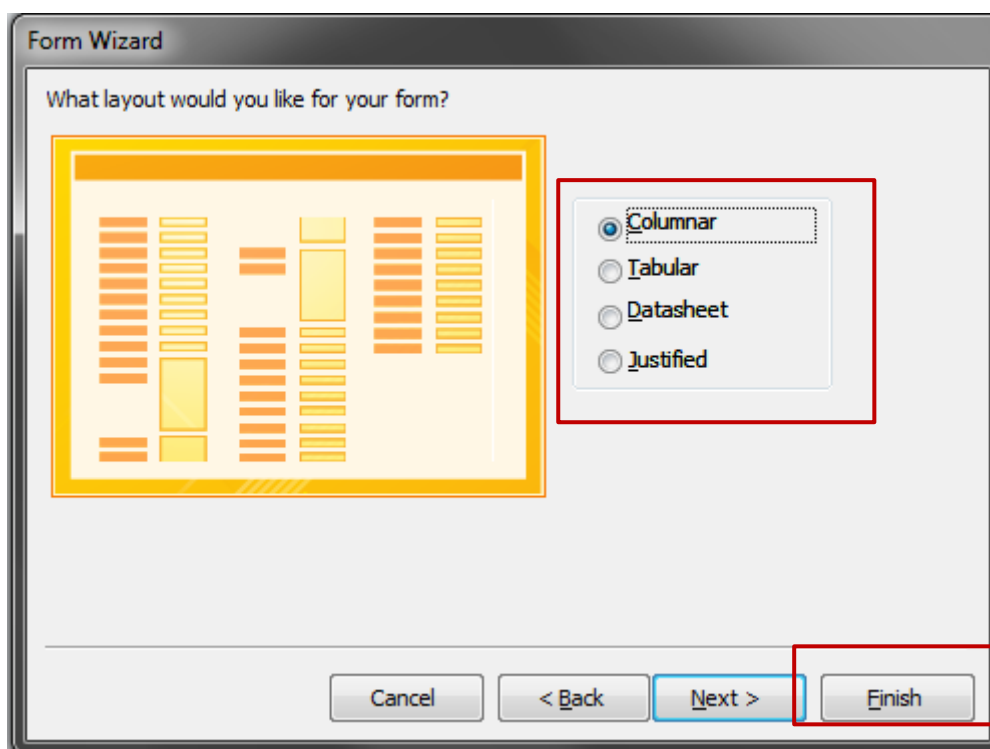 Form Wizard
What layout would you like for your form?
Columnar
Tabular
Datasheet
Justified
Cancel
< Back
Next >
Finish